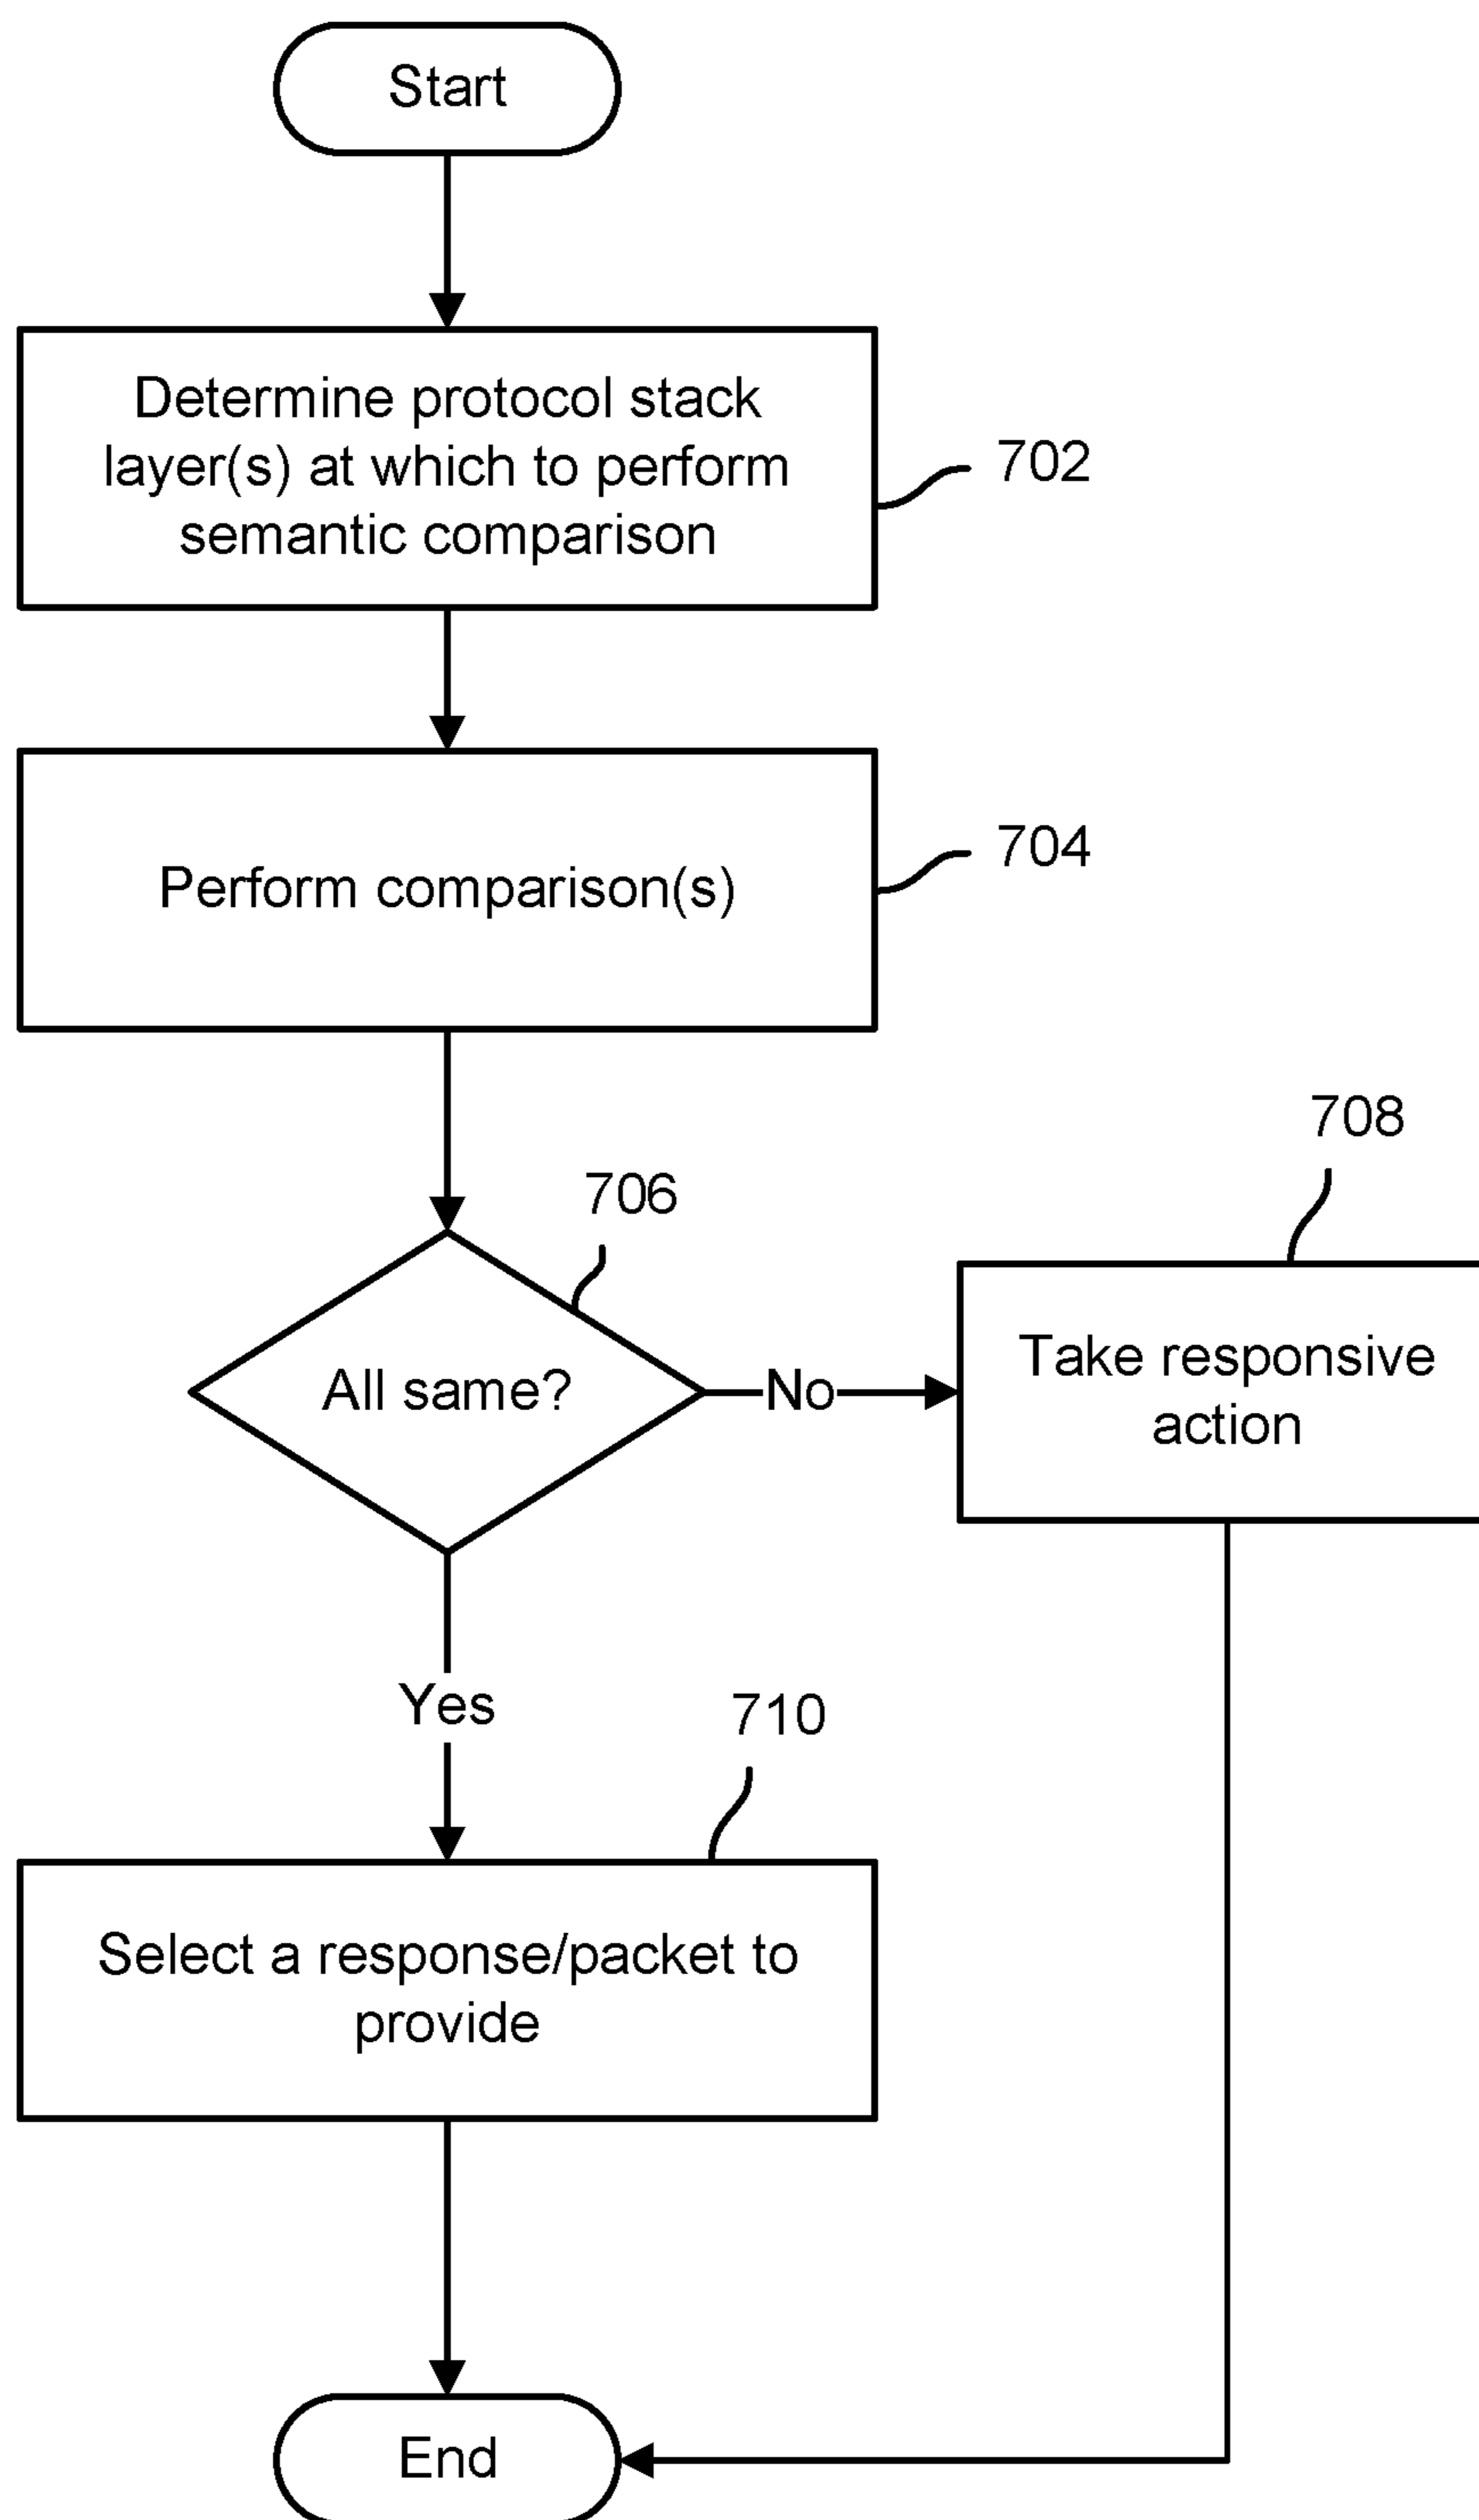 Start
Determine protocol stack
layer(s) at which to perform
semantic comparison
702
Perform comparison(s)
704
706
All same?
No
708
Take responsive
action
Yes
710
Select a response/packet to
provide
End